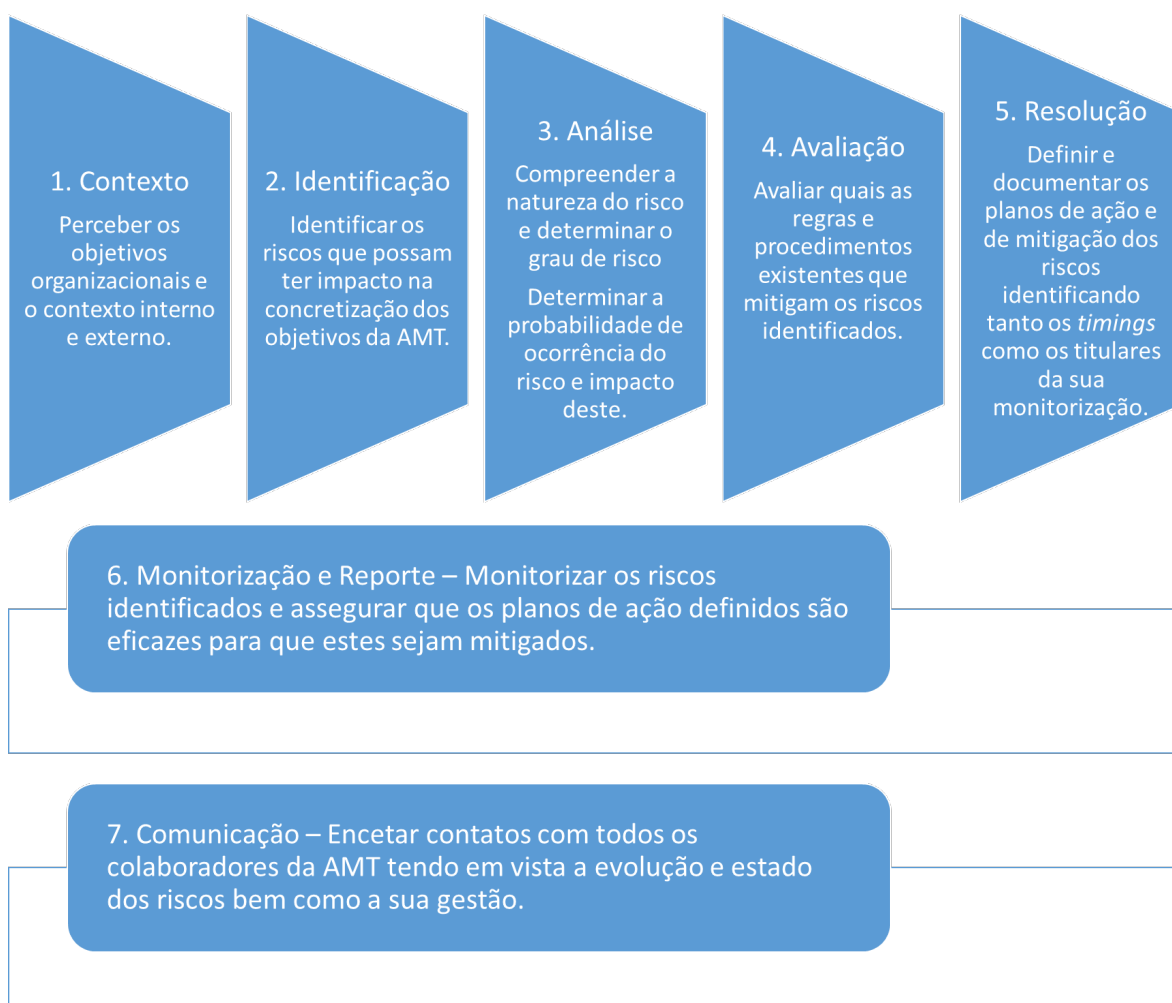 1. Contexto
Perceber os
objetivos
organizacionais e
o contexto interno
e externo.
2. Identificação
Identificar os
riscos que possam
ter impacto na
concretização dos
objetivos da AMT.
3. Análise
Compreender a
natureza do risco
e determinar o
grau de risco
Determinar a
probabilidade de
ocorrência do
risco e impacto
deste.
4. Avaliação
Avaliar quais as
regras e
procedimentos
existentes que
mitigam os riscos
identificados.
5. Resolução
Definir e
documentar os
planos de ação e
de mitigação dos
riscos
identificando
tanto os timings
como os titulares
da sua
monitorização.
6. Monitorização e Reporte – Monitorizar os riscos
identificados e assegurar que os planos de ação definidos são
eficazes para que estes sejam mitigados.
7. Comunicação – Encetar contatos com todos os
colaboradores da AMT tendo em vista a evolução e estado
dos riscos bem como a sua gestão.